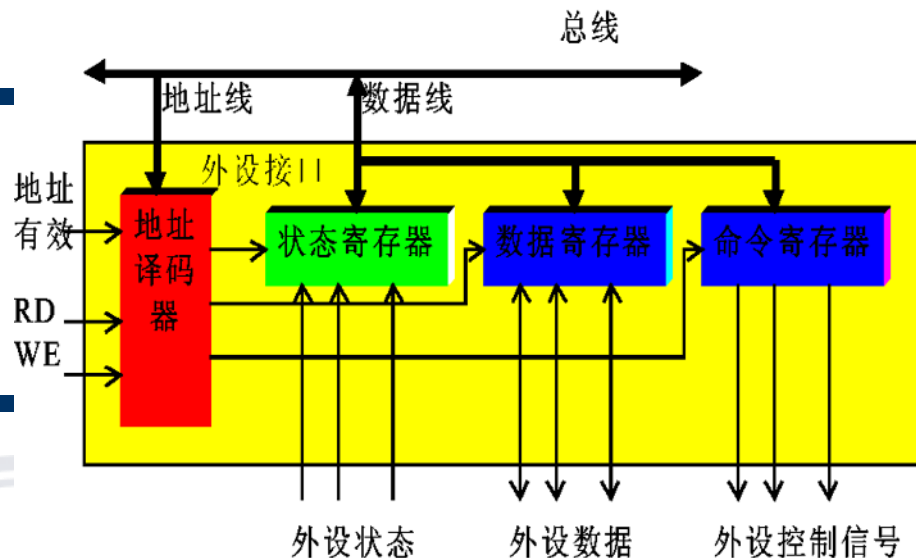 总线
地址线
数据线
外设接口
地址
有效
RD
WE
地址
译码
器
状态寄存器
数据寄存器
命令寄存器
外设状态
外设数据
外设控制信号